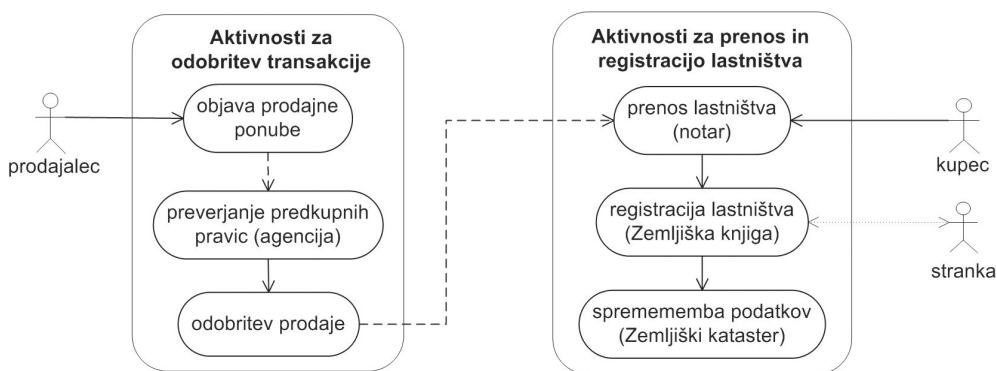 Aktivnosti za
odobritev transakcije
objava prodajne
ponube
prodajalec
preverjanje predkupnih
pravic (agencija)
odobritev prodaje
Aktivnosti za prenos in
registracijo lastništva
prenos lastništva
(notar)
kupec
registracija lastništva
(Zemljiška knjiga)
stranka
sprememba podatkov
(Zemljiški kataster)